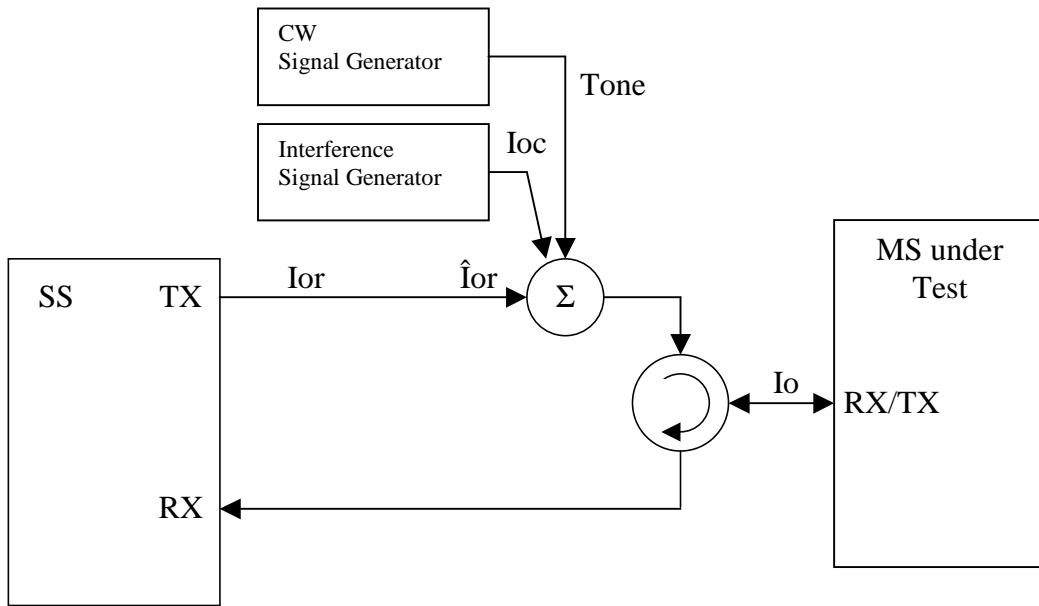 CW
Signal Generator
Tone
Interference
Signal Generator
Ioc
MS under
Test
SS
TX
Ior
Îor
Σ
Io
RX/TX
RX